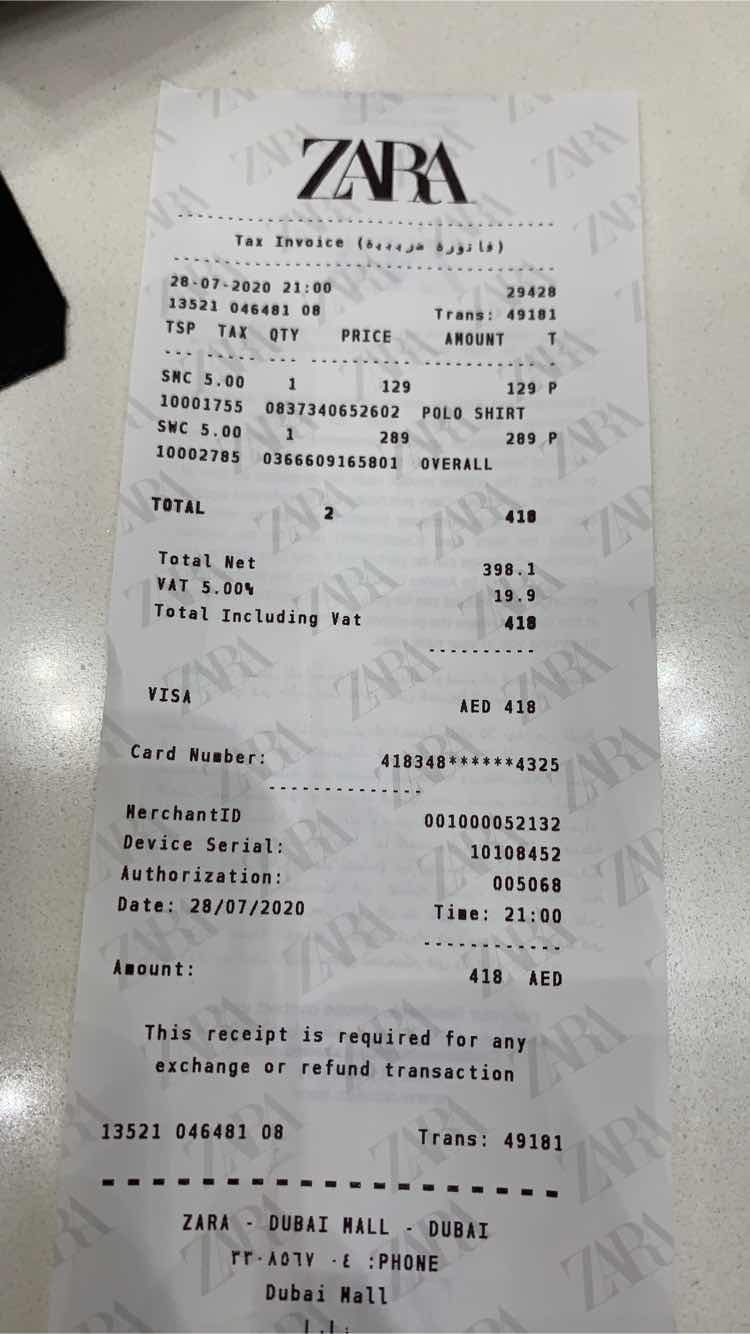 ZARA
Tax Invoice (فاتورة ضريبية)
28-07-2020 21:00 29428
13521 046481 08 Trans: 49181
TSP TAX QTY PRICE AMOUNT T
SMC 5.00 1 129 129 P
10001755 0837340652602 POLO SHIRT
SWC 5.00 1 289 289 P
10002785 0366609165801 OVERALL
TOTAL 2 418
Total Net 398.1
VAT 5.00% 19.9
Total Including Vat 418
VISA AED 418
Card Number: 418348******4325
MerchantID 001000052132
Device Serial: 10108452
Authorization: 005068
Date: 28/07/2020 Time: 21:00
Amount: 418 AED
This receipt is required for any
exchange or refund transaction
13521 046481 08 Trans: 49181
ZARA - DUBAI MALL - DUBAI
٣٣٠٨٥٦٧ ٠٤ :PHONE
Dubai Mall